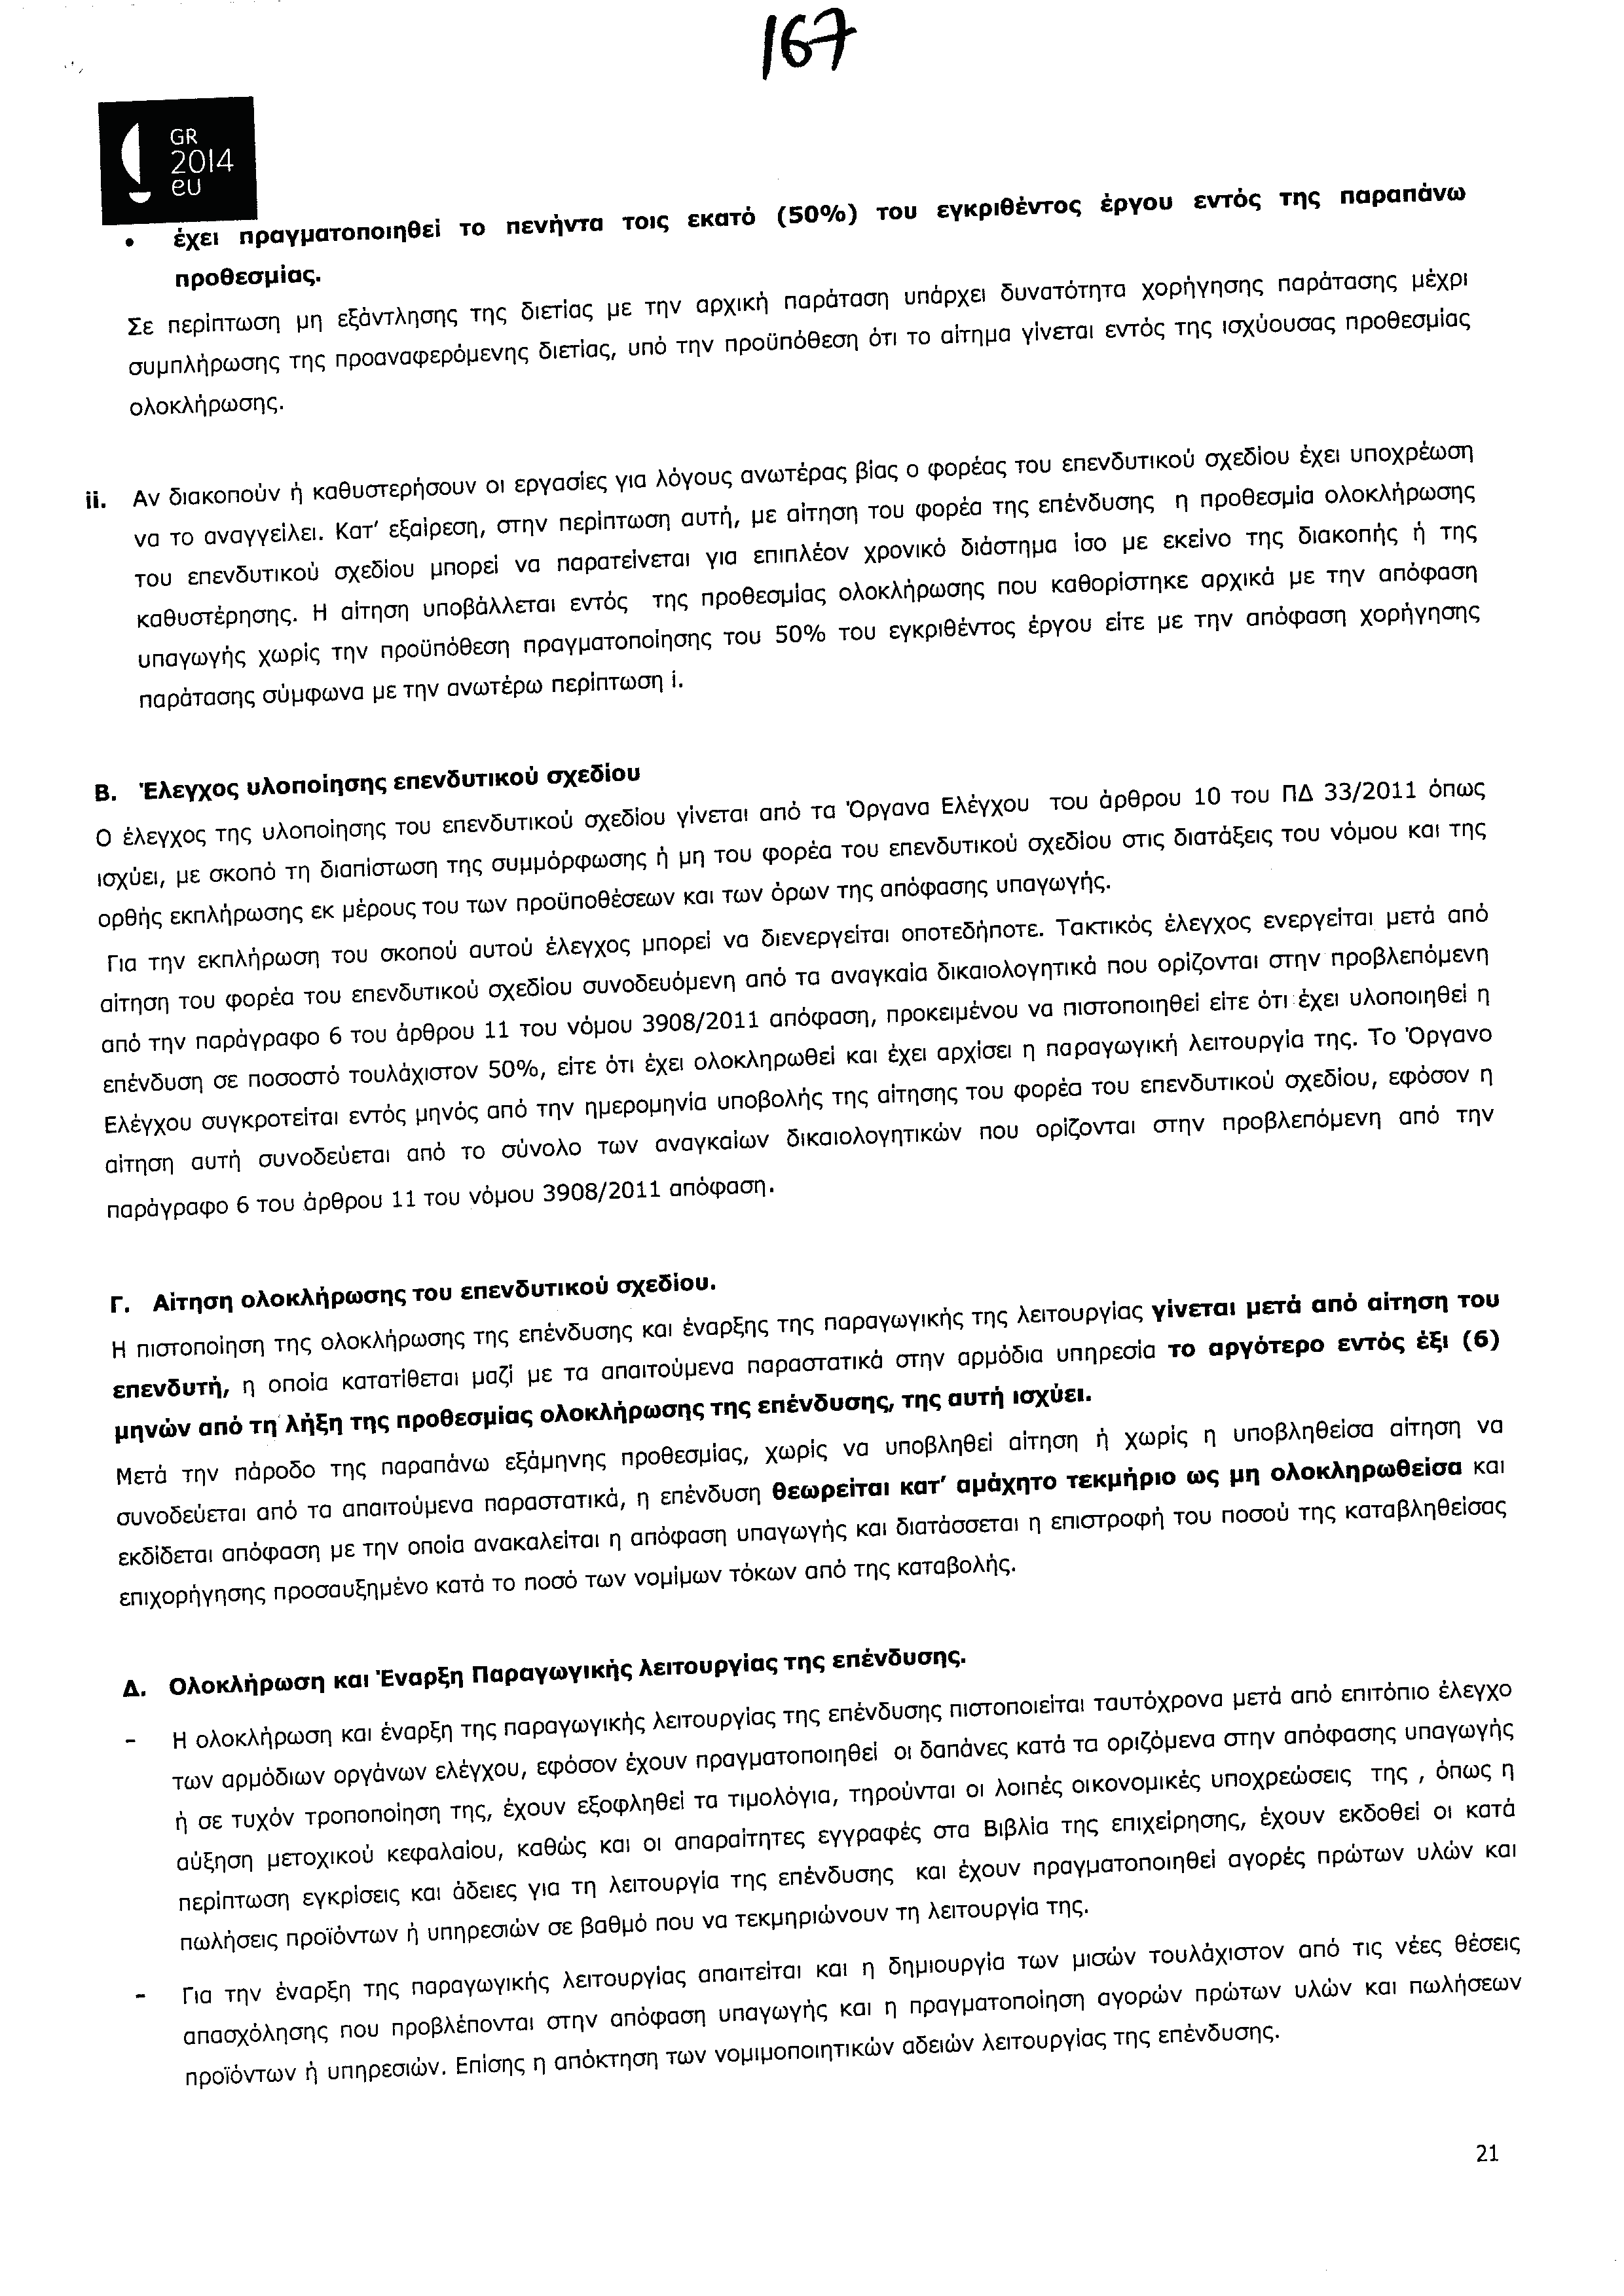 167
GR
2014
eu
• έχει πραγματοποιηθεί το πενήντα τοις εκατό (50%) του εγκριθέντος έργου εντός της παραπάνω
προθεσμίας.
Σε περίπτωση μη εξάντλησης της διετίας με την αρχική παράταση υπάρχει δυνατότητα χορήγησης παράτασης μέχρι
συμπλήρωσης της προαναφερόμενης διετίας, υπό την προϋπόθεση ότι το αίτημα γίνεται εντός της ισχύουσας προθεσμίας
ολοκλήρωσης.
ii. Αν διακοπούν ή καθυστερήσουν οι εργασίες για λόγους ανωτέρας βίας ο φορέας του επενδυτικού σχεδίου έχει υποχρέωση
να το αναγγείλει. Κατ' εξαίρεση, στην περίπτωση αυτή, με αίτηση του φορέα της επένδυσης η προθεσμία ολοκλήρωσης
του επενδυτικού σχεδίου μπορεί να παρατείνεται για επιπλέον χρονικό διάστημα ίσο με εκείνο της διακοπής ή της
καθυστέρησης. Η αίτηση υποβάλλεται εντός της προθεσμίας ολοκλήρωσης που καθορίστηκε αρχικά με την απόφαση
υπαγωγής χωρίς την προϋπόθεση πραγματοποίησης του 50% του εγκριθέντος έργου είτε με την απόφαση χορήγησης
παράτασης σύμφωνα με την ανωτέρω περίπτωση i.
Β. Έλεγχος υλοποίησης επενδυτικού σχεδίου
Ο έλεγχος της υλοποίησης του επενδυτικού σχεδίου γίνεται από τα Όργανα Ελέγχου του άρθρου 10 του ΠΔ 33/2011 όπως
ισχύει, με σκοπό τη διαπίστωση της συμμόρφωσης ή μη του φορέα του επενδυτικού σχεδίου στις διατάξεις του νόμου και της
ορθής εκπλήρωσης εκ μέρους του των προϋποθέσεων και των όρων της απόφασης υπαγωγής.
Για την εκπλήρωση του σκοπού αυτού έλεγχος μπορεί να διενεργείται οποτεδήποτε. Τακτικός έλεγχος ενεργείται μετά από
αίτηση του φορέα του επενδυτικού σχεδίου συνοδευόμενη από τα αναγκαία δικαιολογητικά που ορίζονται στην προβλεπόμενη
από την παράγραφο 6 του άρθρου 11 του νόμου 3908/2011 απόφαση, προκειμένου να πιστοποιηθεί είτε ότι έχει υλοποιηθεί η
επένδυση σε ποσοστό τουλάχιστον 50%, είτε ότι έχει ολοκληρωθεί και έχει αρχίσει η παραγωγική λειτουργία της. Το Όργανο
Ελέγχου συγκροτείται εντός μηνός από την ημερομηνία υποβολής της αίτησης του φορέα του επενδυτικού σχεδίου, εφόσον η
αίτηση αυτή συνοδεύεται από το σύνολο των αναγκαίων δικαιολογητικών που ορίζονται στην προβλεπόμενη από την
παράγραφο 6 του άρθρου 11 του νόμου 3908/2011 απόφαση.
Γ. Αίτηση ολοκλήρωσης του επενδυτικού σχεδίου.
Η πιστοποίηση της ολοκλήρωσης της επένδυσης και έναρξης της παραγωγικής της λειτουργίας γίνεται μετά από αίτηση του
επενδυτή, η οποία κατατίθεται μαζί με τα απαιτούμενα παραστατικά στην αρμόδια υπηρεσία το αργότερο εντός έξι (6)
μηνών από τη λήξη της προθεσμίας ολοκλήρωσης της επένδυσης, της αυτή ισχύει.
Μετά την πάροδο της παραπάνω εξάμηνης προθεσμίας, χωρίς να υποβληθεί αίτηση ή χωρίς η υποβληθείσα αίτηση να
συνοδεύεται από τα απαιτούμενα παραστατικά, η επένδυση θεωρείται κατ' αμάχητο τεκμήριο ως μη ολοκληρωθείσα και
εκδίδεται απόφαση με την οποία ανακαλείται η απόφαση υπαγωγής και διατάσσεται η επιστροφή του ποσού της καταβληθείσας
επιχορήγησης προσαυξημένο κατά το ποσό των νομίμων τόκων από της καταβολής.
Δ. Ολοκλήρωση και Έναρξη Παραγωγικής λειτουργίας της επένδυσης.
- Η ολοκλήρωση και έναρξη της παραγωγικής λειτουργίας της επένδυσης πιστοποιείται ταυτόχρονα μετά από επιτόπιο έλεγχο
των αρμόδιων οργάνων ελέγχου, εφόσον έχουν πραγματοποιηθεί οι δαπάνες κατά τα οριζόμενα στην απόφασης υπαγωγής
ή σε τυχόν τροποποίηση της, έχουν εξοφληθεί τα τιμολόγια, τηρούνται οι λοιπές οικονομικές υποχρεώσεις της , όπως η
αύξηση μετοχικού κεφαλαίου, καθώς και οι απαραίτητες εγγραφές στα Βιβλία της επιχείρησης, έχουν εκδοθεί οι κατά
περίπτωση εγκρίσεις και άδειες για τη λειτουργία της επένδυσης και έχουν πραγματοποιηθεί αγορές πρώτων υλών και
πωλήσεις προϊόντων ή υπηρεσιών σε βαθμό που να τεκμηριώνουν τη λειτουργία της.
- Για την έναρξη της παραγωγικής λειτουργίας απαιτείται και η δημιουργία των μισών τουλάχιστον από τις νέες θέσεις
απασχόλησης που προβλέπονται στην απόφαση υπαγωγής και η πραγματοποίηση αγορών πρώτων υλών και πωλήσεων
προϊόντων ή υπηρεσιών. Επίσης η απόκτηση των νομιμοποιητικών αδειών λειτουργίας της επένδυσης.
21